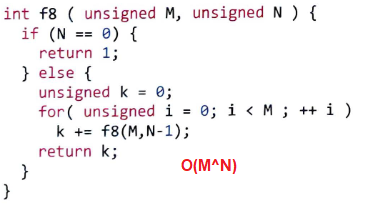 int f8 ( unsigned M, unsigned N ) {
  if (N == 0) {
    return 1;
  } else {
    unsigned k = 0;
    for( unsigned i = 0; i < M ; ++ i )
      k += f8(M,N-1);
    return k;
  }
O(M^N)
}